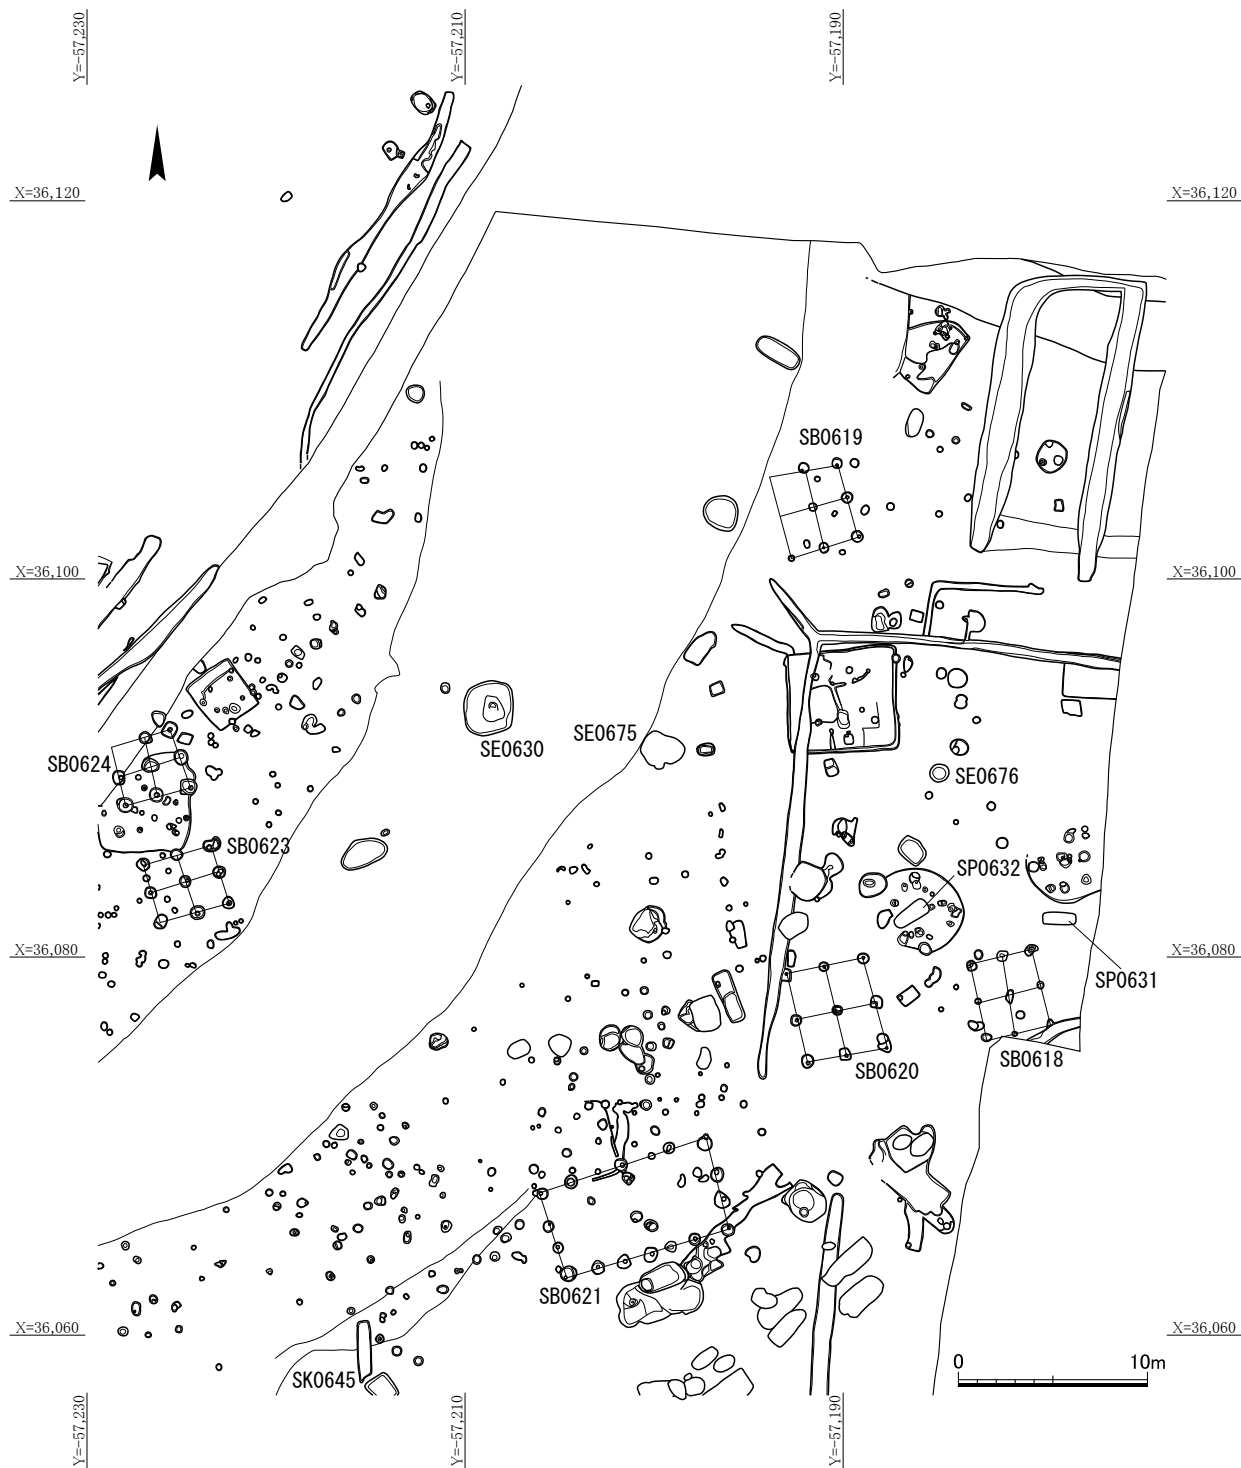 Y=-57,230
Y=-57,210
Y=-57,190
X=36,120
X=36,120
SB0619
X=36,100
X=36,100
SE0630
SE0675
SB0624
SE0676
SB0623
SP0632
X=36,080
X=36,080
SP0631
SB0620
SB0618
SB0621
X=36,060
X=36,060
0
10m
SK0645
Y=-57,230
Y=-57,210
Y=-57,190